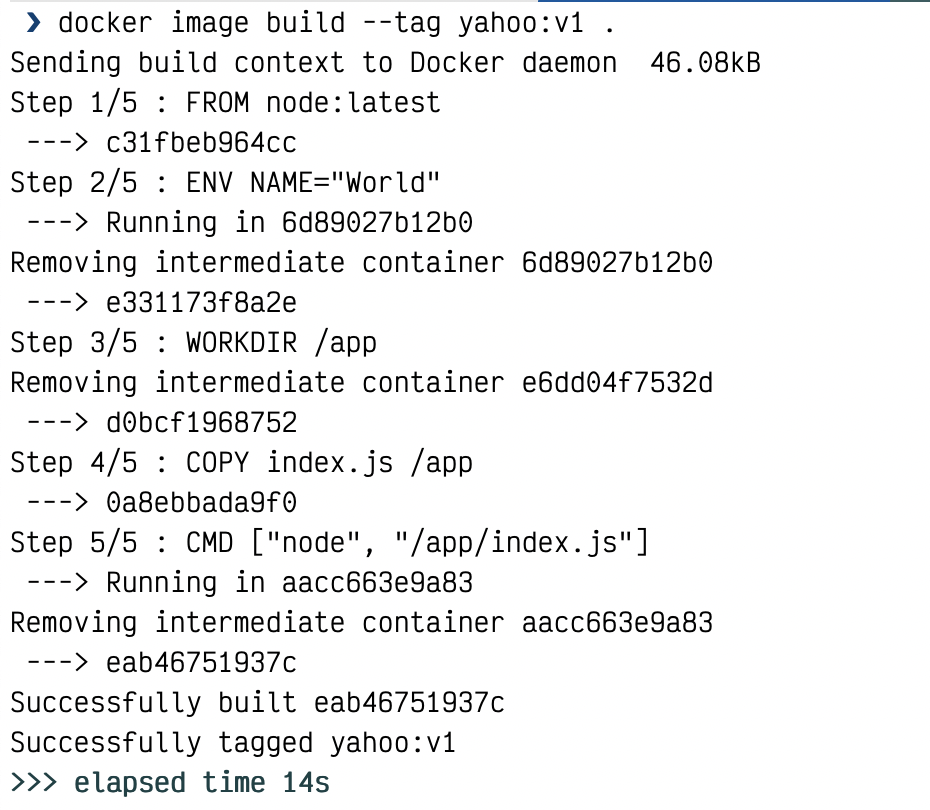 ❯ docker image build --tag yahoo:v1 .
Sending build context to Docker daemon  46.08kB
Step 1/5 : FROM node:latest
 ---> c31fbeb964cc
Step 2/5 : ENV NAME="World"
 ---> Running in 6d89027b12b0
Removing intermediate container 6d89027b12b0
 ---> e331173f8a2e
Step 3/5 : WORKDIR /app
Removing intermediate container e6dd04f7532d
 ---> d0bcf1968752
Step 4/5 : COPY index.js /app
 ---> 0a8ebbada9f0
Step 5/5 : CMD ["node", "/app/index.js"]
 ---> Running in aacc663e9a83
Removing intermediate container aacc663e9a83
 ---> eab46751937c
Successfully built eab46751937c
Successfully tagged yahoo:v1
>>> elapsed time 14s